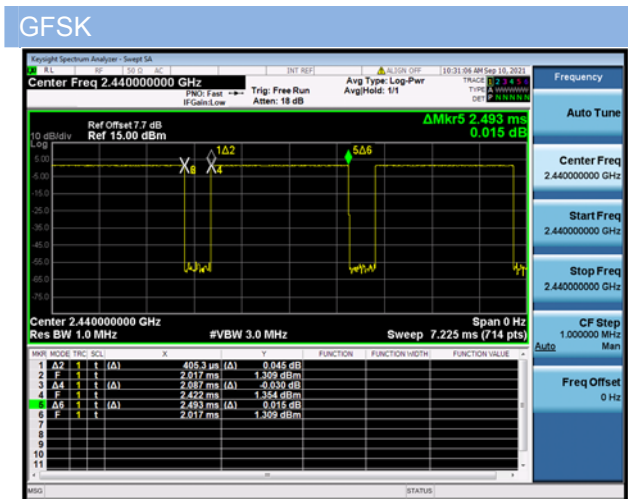 GFSK
Keysight Spectrum Analyzer - Swept SA
RL RF 50 Ω AC INT REF ALIGN OFF 10:31:06 AM Sep 10, 2021
Center Freq 2.440000000 GHz
PNO: Fast Trig: Free Run
IFGain:Low Atten: 18 dB
Avg Type: Log-Pwr
Avg|Hold: 1/1
TRACE 1 2 3 4 5 6
TYPE A WWWWW
DET P N N N N N
Frequency
Auto Tune
Center Freq
2.440000000 GHz
Start Freq
2.440000000 GHz
Stop Freq
2.440000000 GHz
CF Step
1.000000 MHz
Auto Man
Freq Offset
0 Hz
ΔMkr5 2.493 ms
0.015 dB
Ref Offset 7.7 dB
10 dB/div Ref 15.00 dBm
Log
1Δ2 5Δ6
4
5.00
-5.00
-15.0
-25.0
-35.0
-45.0
-55.0
-65.0
-75.0
Center 2.440000000 GHz Span 0 Hz
Res BW 1.0 MHz #VBW 3.0 MHz Sweep 7.225 ms (714 pts)
MKR MODE TRC SCL X Y FUNCTION FUNCTION WIDTH FUNCTION VALUE
1 Δ2 1 t (Δ) 405.3 µs (Δ) 0.045 dB
2 F 1 t 2.017 ms 1.309 dBm
3 Δ4 1 t (Δ) 2.087 ms (Δ) -0.030 dB
4 F 1 t 2.422 ms 1.354 dBm
5 Δ6 1 t (Δ) 2.493 ms (Δ) 0.015 dB
6 F 1 t 2.017 ms 1.309 dBm
7
8
9
10
11
MSG STATUS